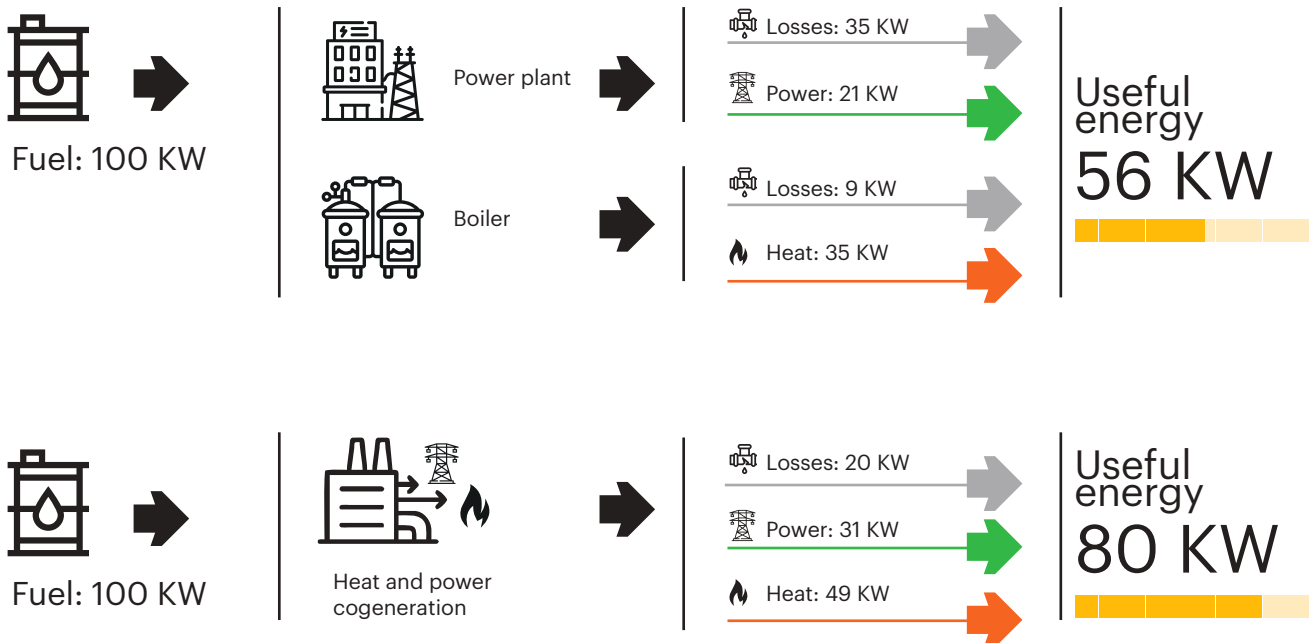 Fuel: 100 KW
Power plant
Losses: 35 KW
Power: 21 KW
Boiler
Losses: 9 KW
Heat: 35 KW
Useful
energy
56 KW
Fuel: 100 KW
Heat and power
cogeneration
Losses: 20 KW
Power: 31 KW
Heat: 49 KW
Useful
energy
80 KW